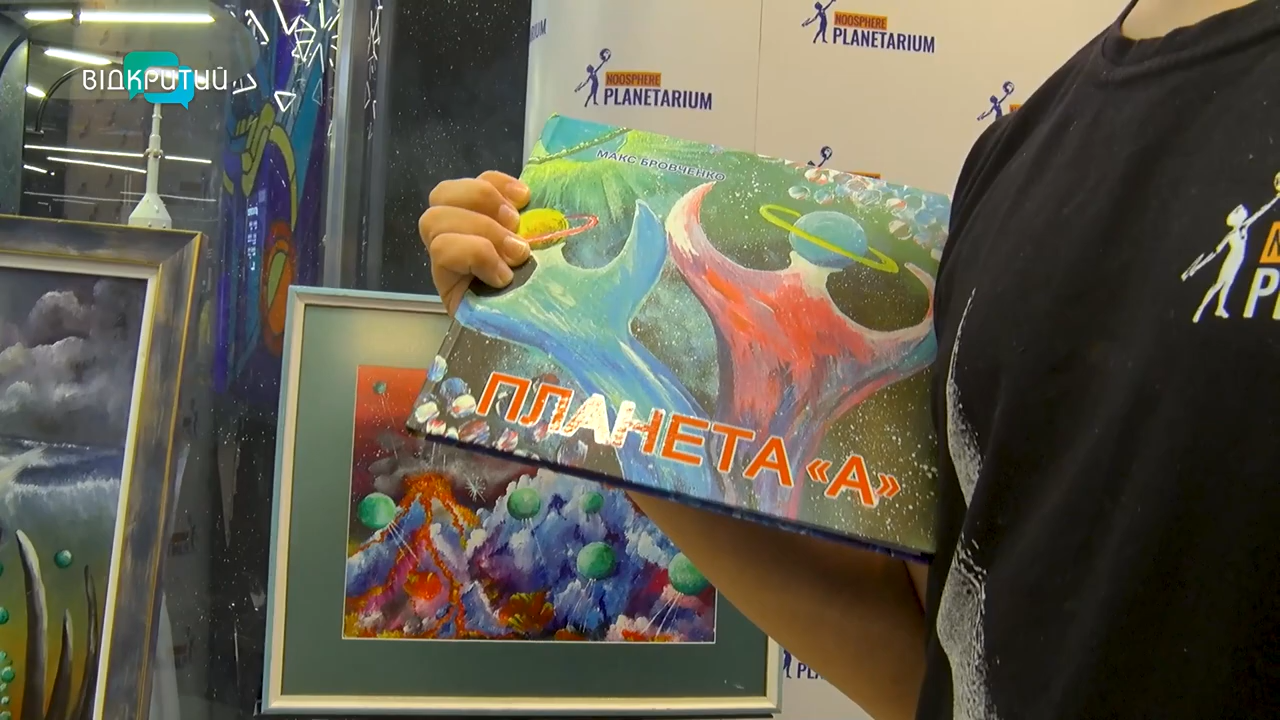 ВІДКРИТИЙ
NOOSPHERE
PLANETARIUM
NOOSPHERE
PLANETARIUM
МАКС БРОВЧЕНКО
ПЛАНЕТА «А»